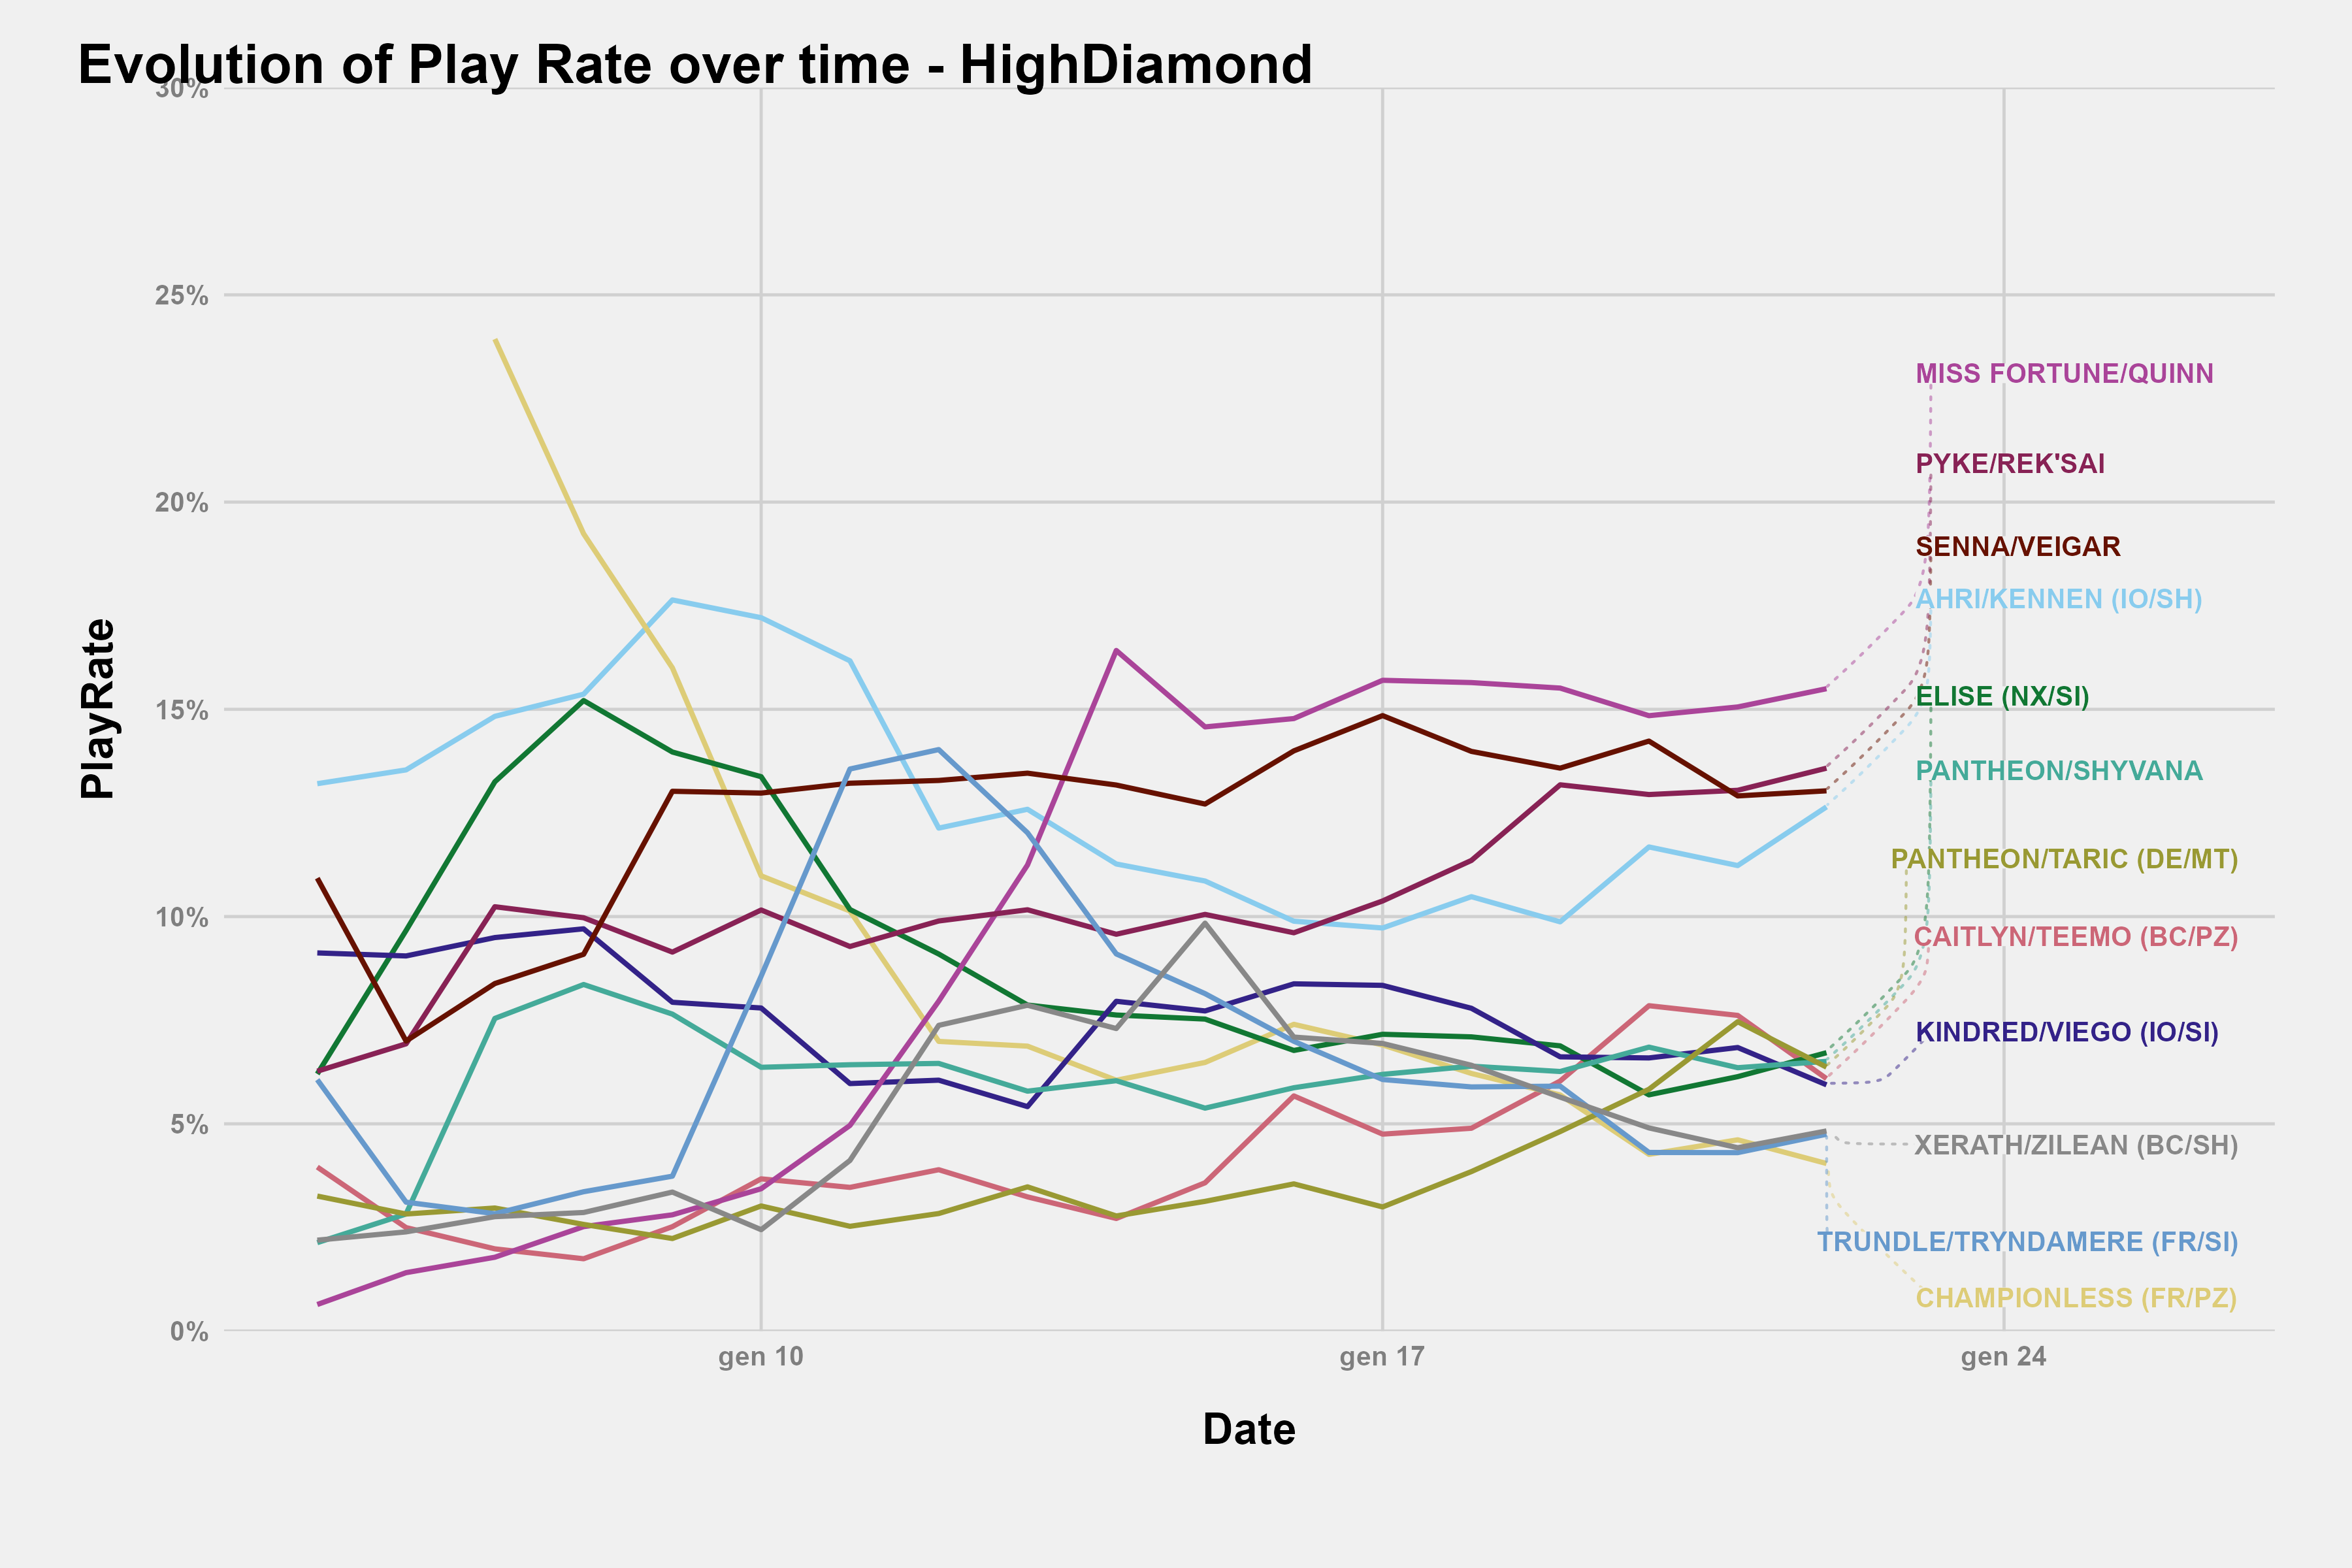 Evolution of Play Rate over time - HighDiamond
30%
25%
20%
15%
10%
5%
0%
PlayRate
MISS FORTUNE/QUINN
PYKE/REK'SAI
SENNA/VEIGAR
AHRI/KENNEN (IO/SH)
ELISE (NX/SI)
PANTHEON/SHYVANA
PANTHEON/TARIC (DE/MT)
CAITLYN/TEEMO (BC/PZ)
KINDRED/VIEGO (IO/SI)
XERATH/ZILEAN (BC/SH)
TRUNDLE/TRYNDAMERE (FR/SI)
CHAMPIONLESS (FR/PZ)
gen 10
gen 17
gen 24
Date